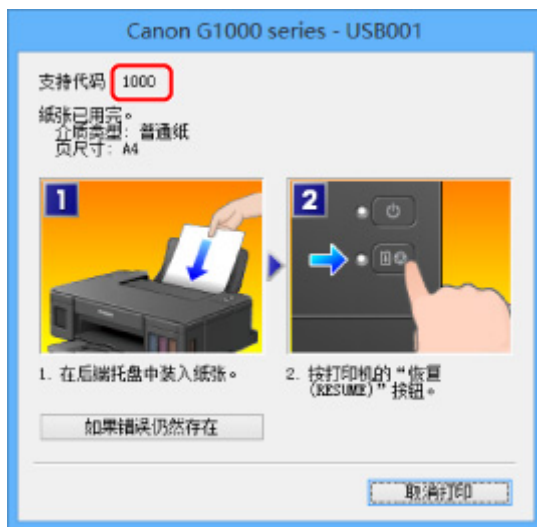 Canon G1000 series - USB001
支持代码 1000
纸张已用完。
介质类型: 普通纸
页尺寸: A4
1
2
1. 在后端托盘中装入纸张。
2. 按打印机的“恢复
(RESUME)”按钮。
如果错误仍然存在
取消打印